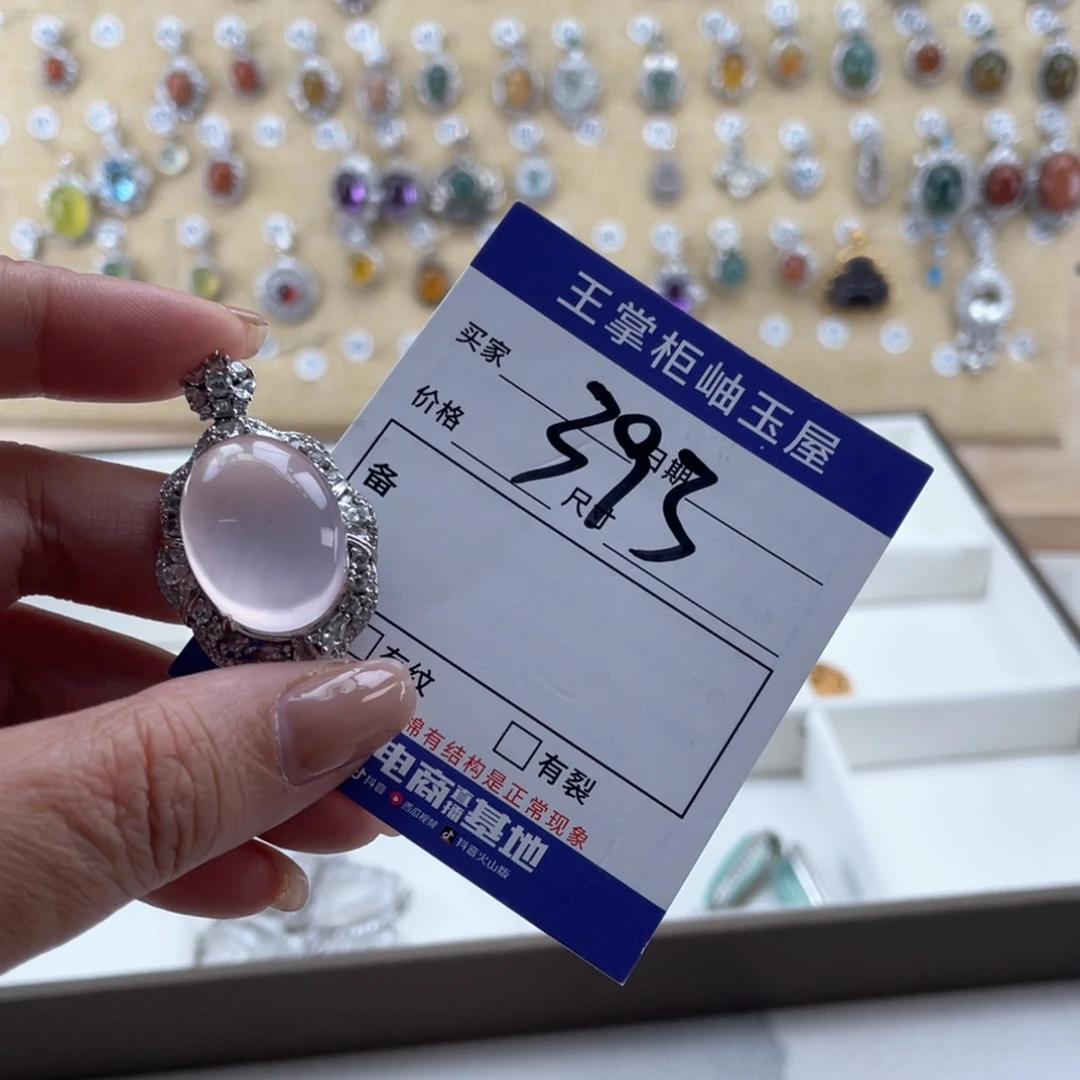 王掌柜岫玉屋
买家
日期
价格
尺寸
393
备
有纹
有裂
棉有结构是正常现象
电商直播基地
抖音 西瓜视频 抖音火山版